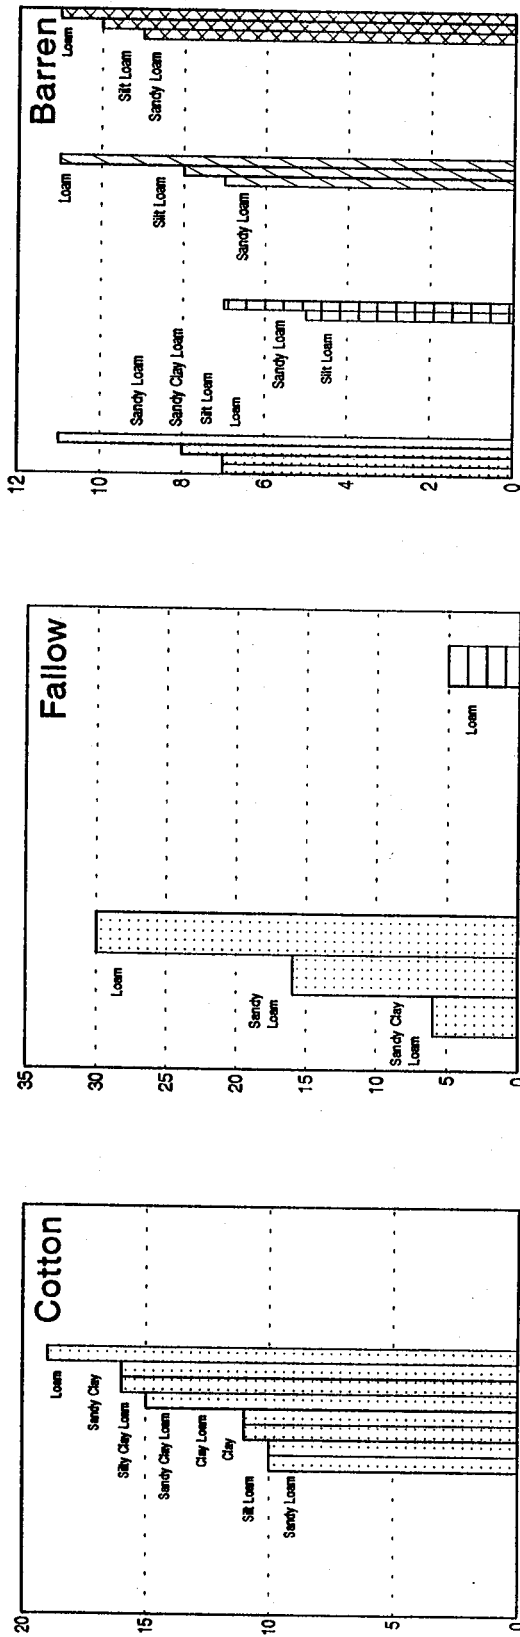 Cotton
20
15
10
5
0
Loam
Sandy Clay
Silty Clay Loam
Sandy Clay Loam
Clay Loam
Clay
Silt Loam
Sandy Loam
Fallow
35
30
25
20
15
10
5
0
Loam
Sandy
Loam
Sandy Clay
Loam
Loam
Barren
12
10
8
6
4
2
0
Sandy Loam
Sandy Clay Loam
Silt Loam
Loam
Sandy Loam
Silt Loam
Loam
Silt Loam
Sandy Loam
Loam
Silt Loam
Sandy Loam